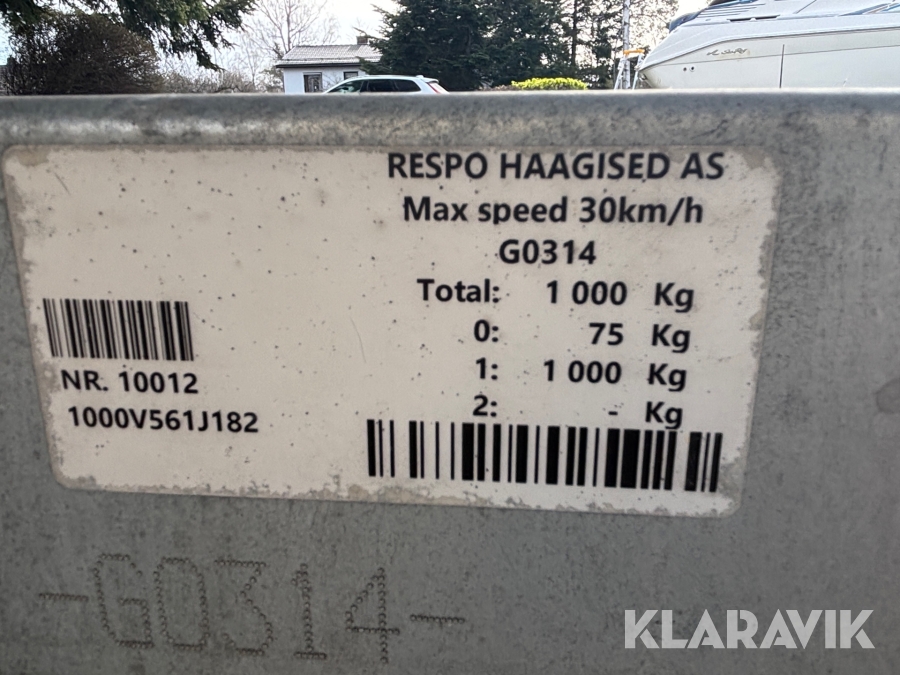 RESPO HAAGISED AS
Max speed 30km/h
G0314
Total: 1 000 Kg
0: 75 Kg
1: 1 000 Kg
2: - Kg
NR. 10012
1000V561J182
-G0314-
KLARAVIK